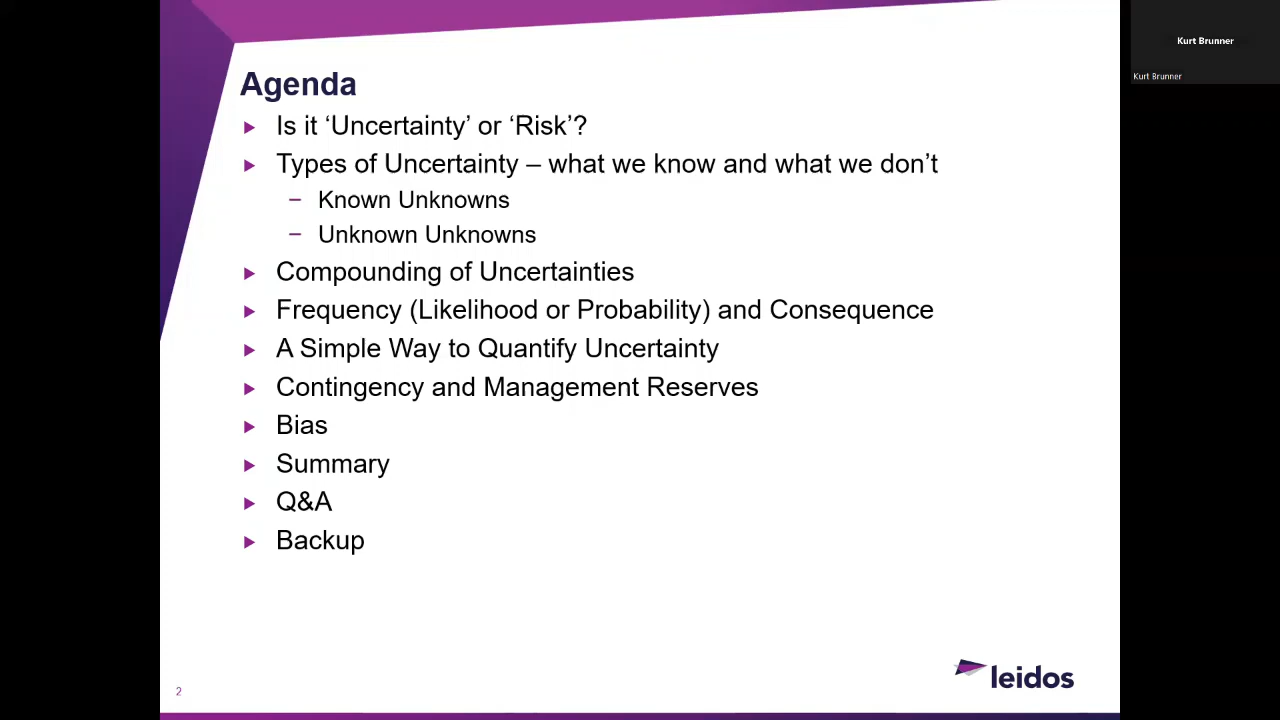 Agenda
Is it ‘Uncertainty’ or ‘Risk’?
Types of Uncertainty – what we know and what we don’t
– Known Unknowns
– Unknown Unknowns
Compounding of Uncertainties
Frequency (Likelihood or Probability) and Consequence
A Simple Way to Quantify Uncertainty
Contingency and Management Reserves
Bias
Summary
Q&A
Backup
2
leidos
Kurt Brunner
Kurt Brunner